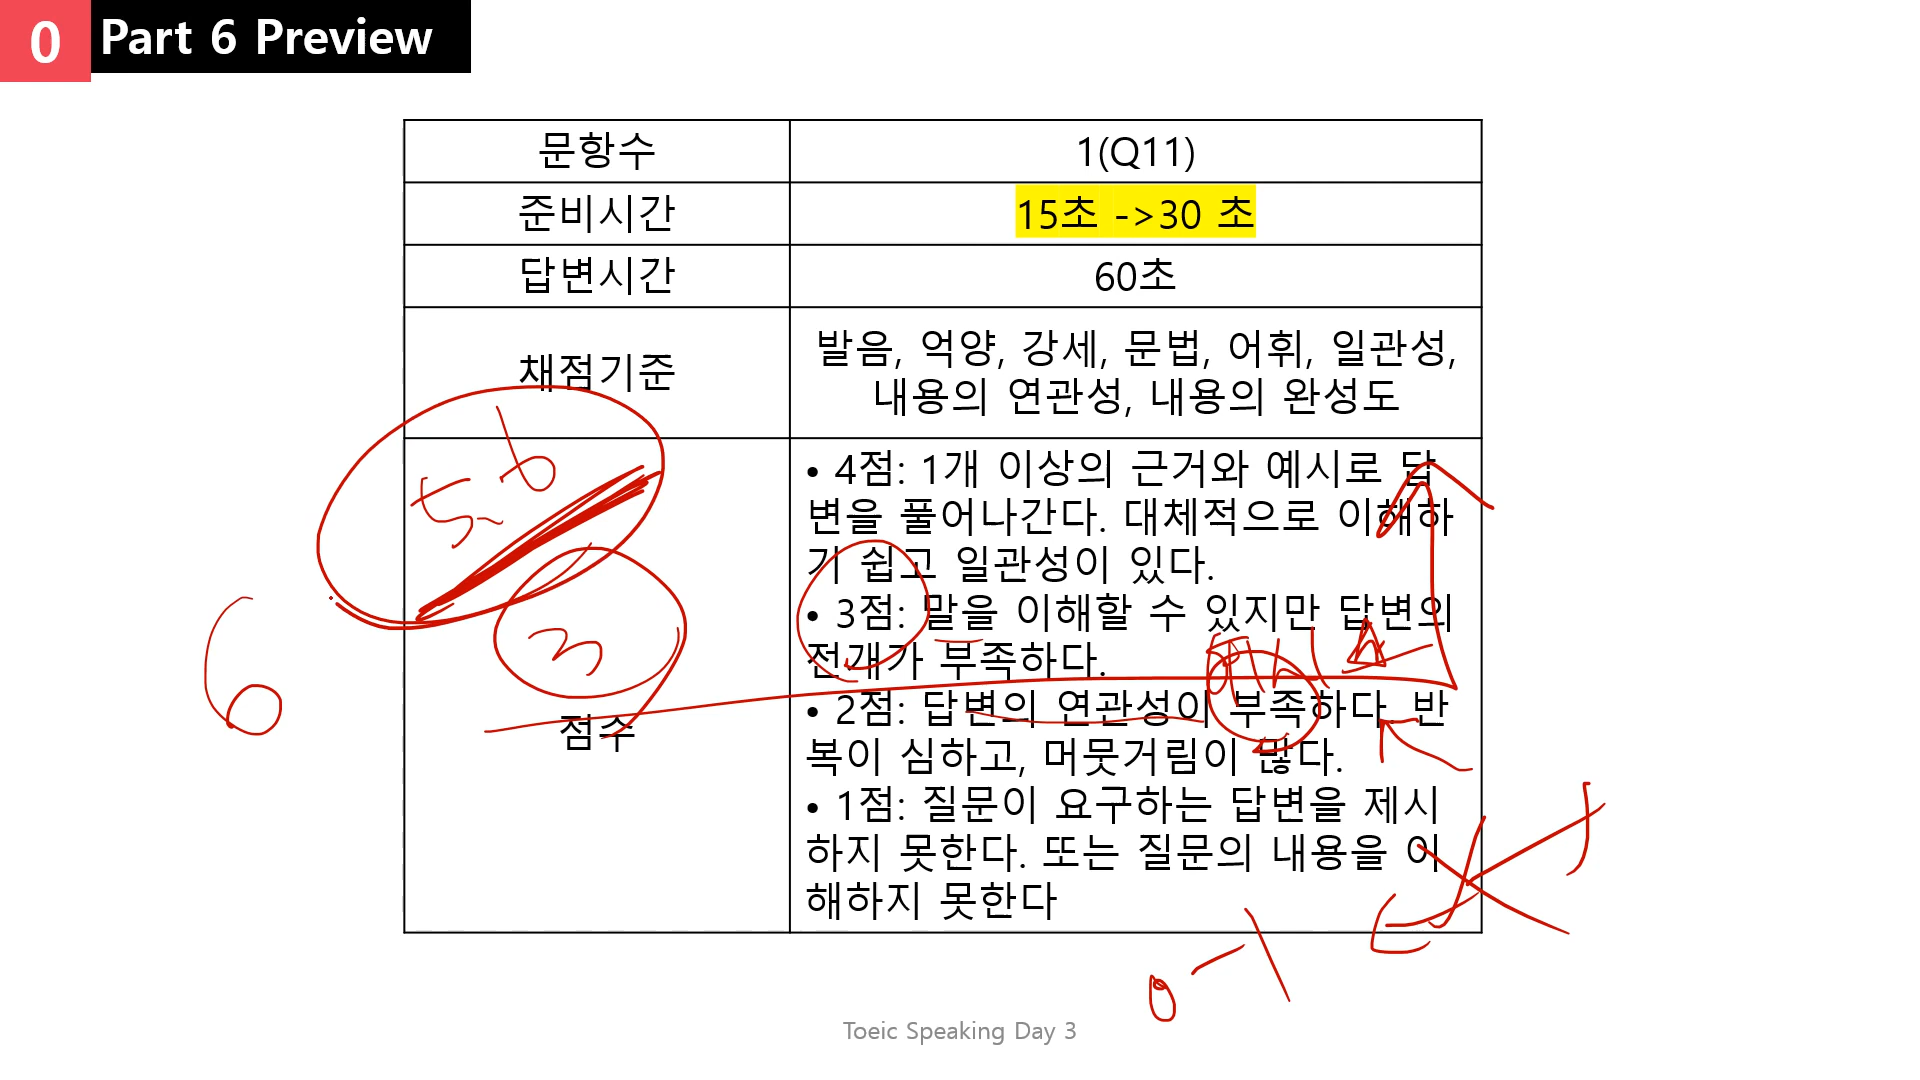 0 Part 6 Preview
문항수 1(Q11)
준비시간 15초 ->30 초
답변시간 60초
채점기준 발음, 억양, 강세, 문법, 어휘, 일관성,
내용의 연관성, 내용의 완성도
• 4점: 1개 이상의 근거와 예시로 답
변을 풀어나간다. 대체적으로 이해하
기 쉽고 일관성이 있다.
5-6
• 3점: 말을 이해할 수 있지만 답변의
전개가 부족하다.
3
6
점수
• 2점: 답변의 연관성이 부족하다. 반
복이 심하고, 머뭇거림이 많다.
• 1점: 질문이 요구하는 답변을 제시
하지 못한다. 또는 질문의 내용을 이
해하지 못한다
0-1
Toeic Speaking Day 3